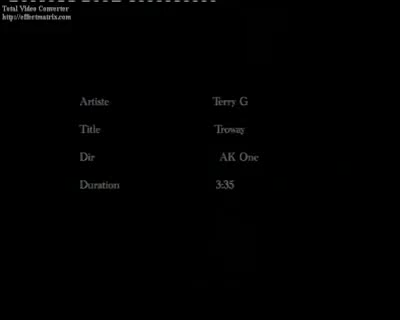 Total Video Converter
http://effectmatrix.com
Artiste Terry G
Title Troway
Dir AK One
Duration 3:35